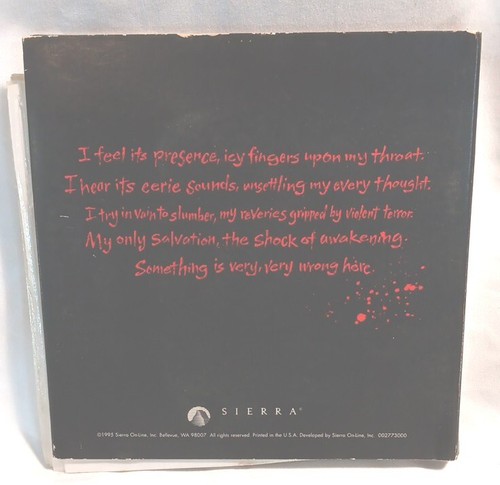 I feel its presence, icy fingers upon my throat.
I hear its eerie sounds, unsettling my every thought.
I try in vain to slumber, my reveries gripped by violent terror.
My only salvation, the shock of awakening.
Something is very, very wrong here.
SIERRA®
©1995 Sierra On-Line, Inc. Bellevue, WA 98007 All rights reserved. Printed in the U.S.A. Developed by Sierra On-Line, Inc. 002773000